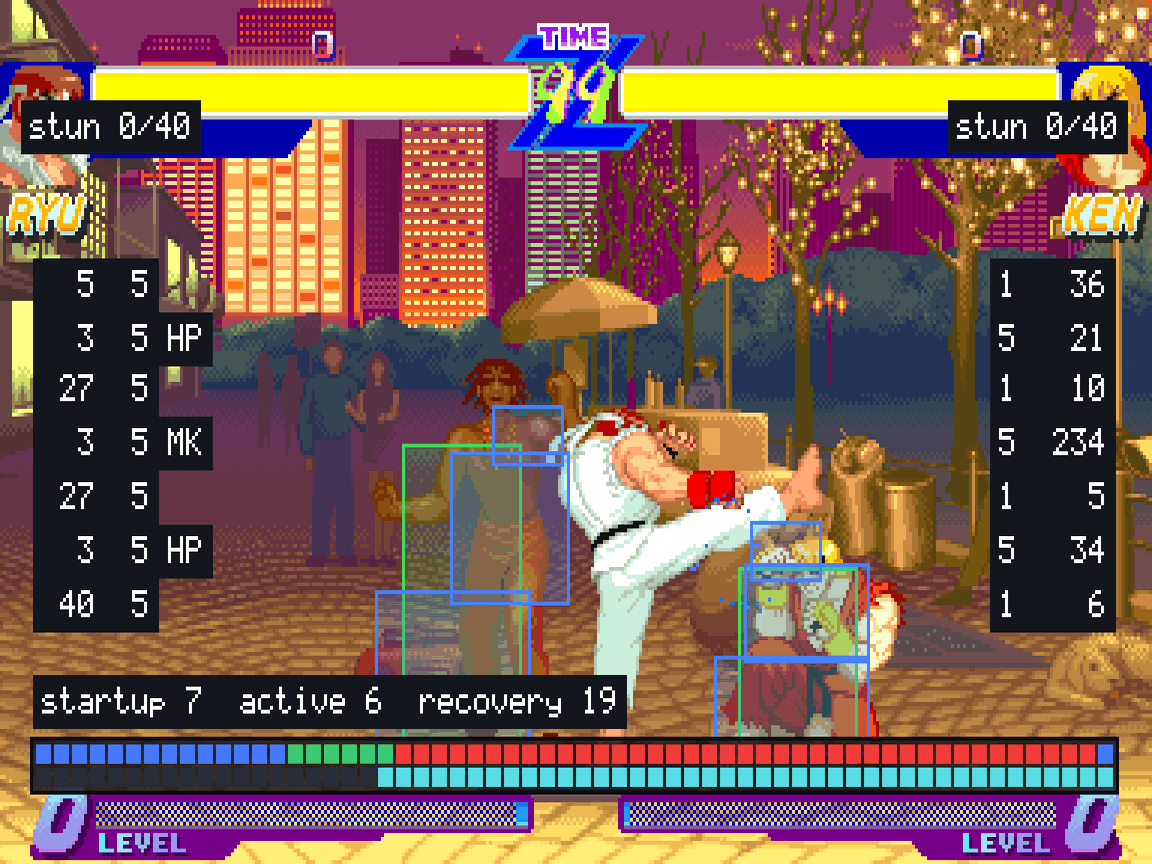 0 TIME 0
99
stun 0/40 stun 0/40
RYU KEN
5 5 1 36
3 5 HP 5 21
27 5 1 10
3 5 MK 5 234
27 5 1 5
3 5 HP 5 34
40 5 1 6
startup 7 active 6 recovery 19
0 LEVEL LEVEL 0